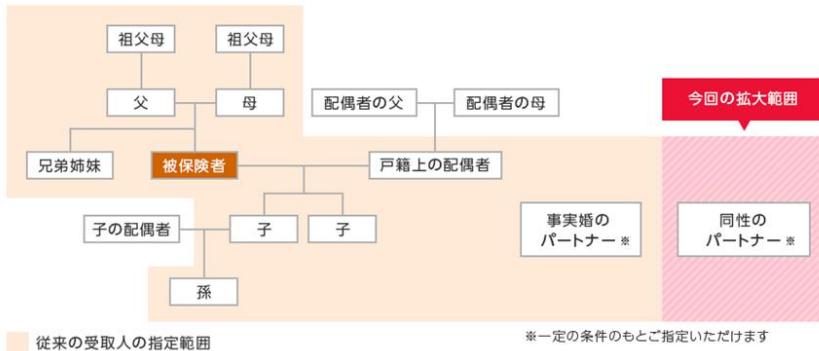 祖父母
祖父母
父
母
配偶者の父
配偶者の母
今回の拡大範囲
兄弟姉妹
被保険者
戸籍上の配偶者
子の配偶者
子
子
事実婚の
パートナー※
同性の
パートナー※
孫
従来の受取人の指定範囲
※一定の条件のもとご指定いただけます